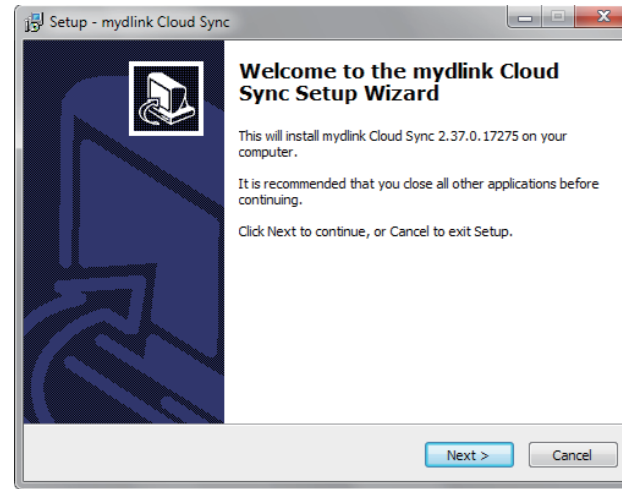 Setup - mydlink Cloud Sync
Welcome to the mydlink Cloud
Sync Setup Wizard
This will install mydlink Cloud Sync 2.37.0.17275 on your
computer.
It is recommended that you close all other applications before
continuing.
Click Next to continue, or Cancel to exit Setup.
Next >
Cancel